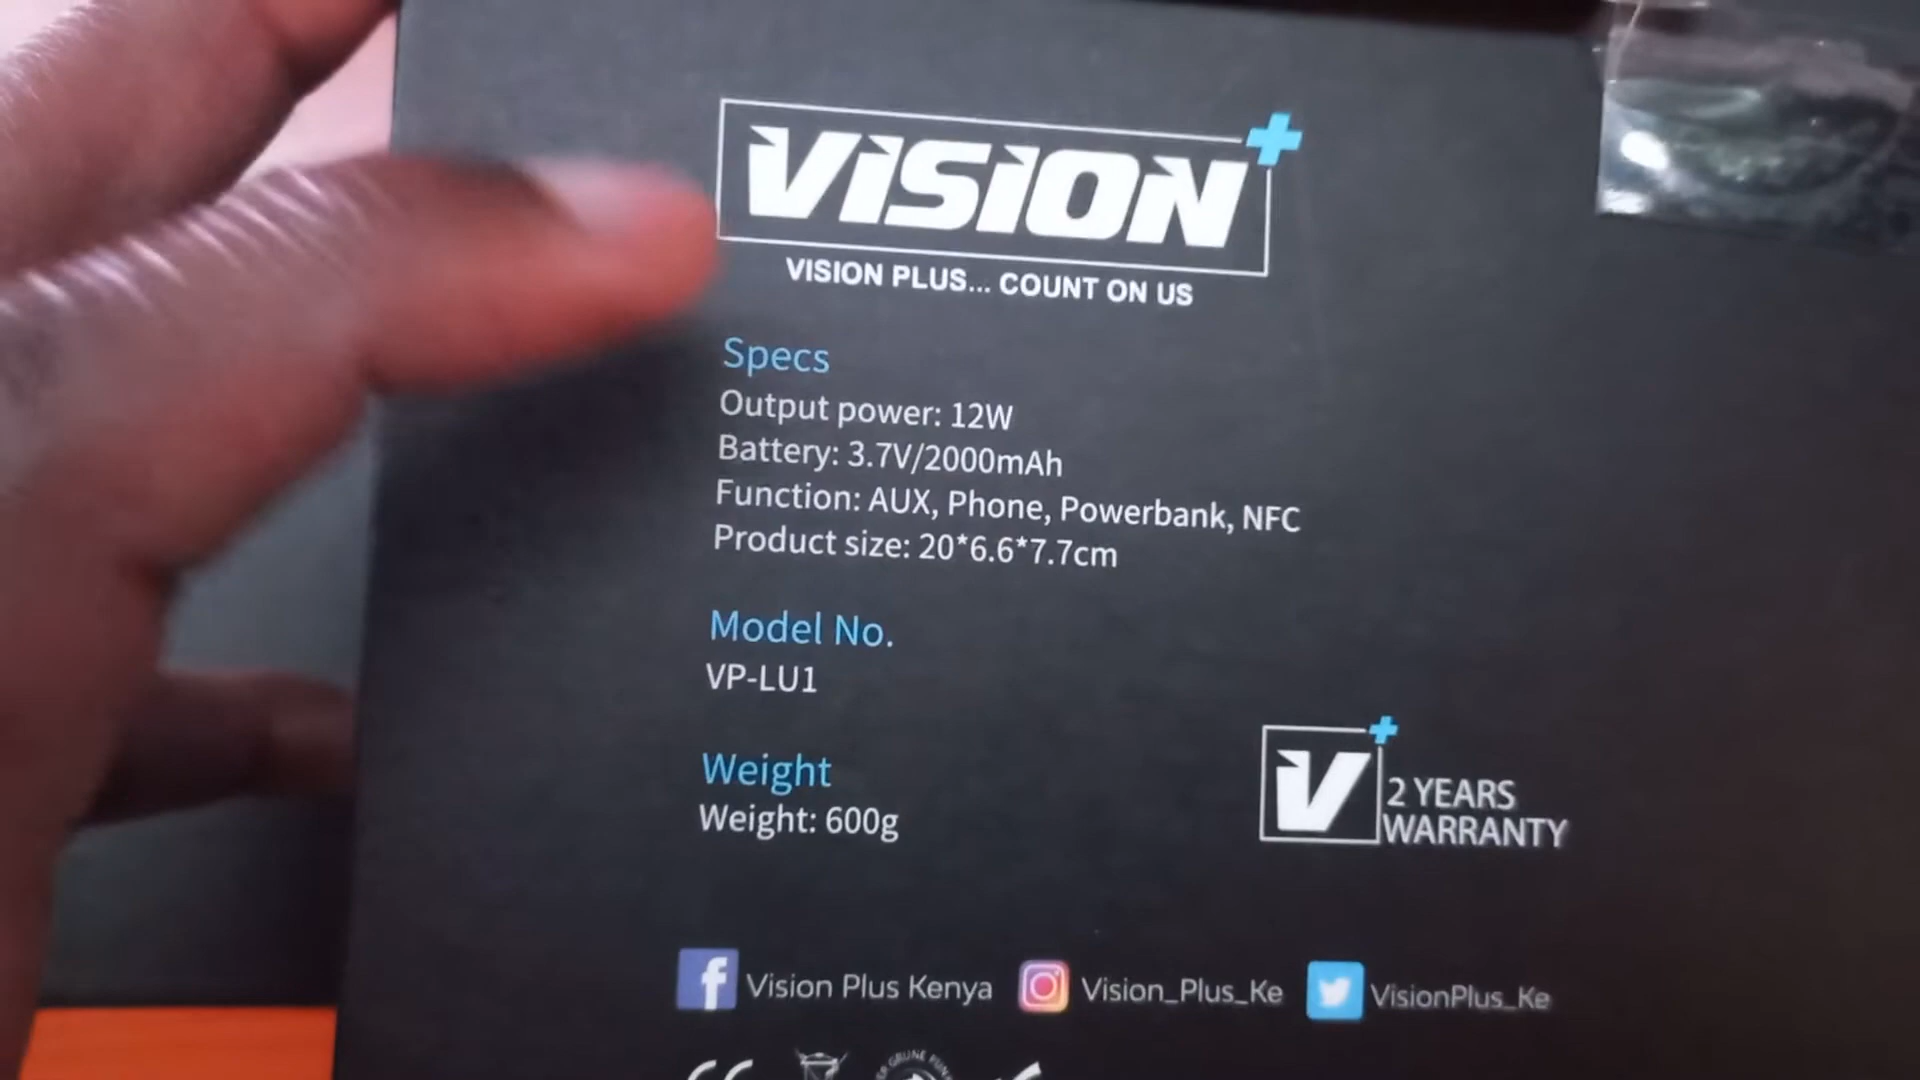 VISION
VISION PLUS... COUNT ON US
Specs
Output power: 12W
Battery: 3.7V/2000mAh
Function: AUX, Phone, Powerbank, NFC
Product size: 20*6.6*7.7cm
Model No.
VP-LU1
Weight
Weight: 600g
V
2 YEARS
WARRANTY
Vision Plus Kenya
Vision_Plus_Ke
VisionPlus_Ke